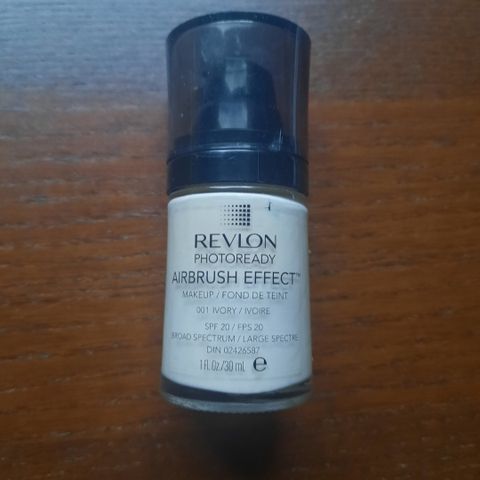 REVLON
PHOTOREADY
AIRBRUSH EFFECT™
MAKEUP / FOND DE TEINT
001 IVORY / IVOIRE
SPF 20 / FPS 20
BROAD SPECTRUM / LARGE SPECTRE
DIN 02426587
1 fl. Oz/30 mL ℮